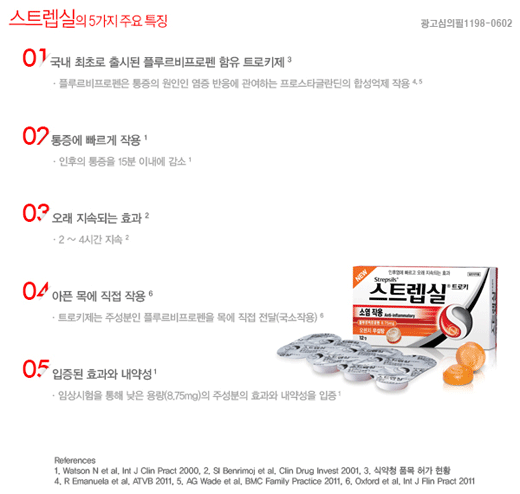 스트렙실의 5가지 주요 특징
광고심의필1198-0602
01 국내 최초로 출시된 플루르비프로펜 함유 트로키제 3
· 플루르비프로펜은 통증의 원인인 염증 반응에 관여하는 프로스타글란딘의 합성억제 작용 4, 5
02 통증에 빠르게 작용 1
· 인후의 통증을 15분 이내에 감소 1
03 오래 지속되는 효과 2
· 2 ~ 4시간 지속 2
04 아픈 목에 직접 작용 6
· 트로키제는 주성분인 플루르비프로펜을 목에 직접 전달(국소작용) 6
05 입증된 효과와 내약성 1
· 임상시험을 통해 낮은 용량(8.75mg)의 주성분의 효과와 내약성을 입증 1
NEW
인후염에 빠르고 오래 지속되는 효과
Strepsils
스트렙실 트로키
소염 작용 Anti-inflammatory
References
1. Watson N et al, Int J Clin Pract 2000, 2. SI Benrimoj et al, Clin Drug Invest 2001, 3. 식약청 품목 허가 현황
4. R Emanuela et al, ATVB 2011, 5. AG Wade et al, BMC Family Practice 2011, 6. Oxford et al, Int J Flin Pract 2011